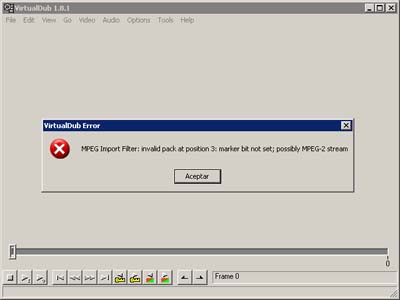 VirtualDub 1.8.1
File Edit View Go Video Audio Options Tools Help
VirtualDub Error
MPEG Import Filter: invalid pack at position 3: marker bit not set; possibly MPEG-2 stream
Aceptar
0
Frame 0